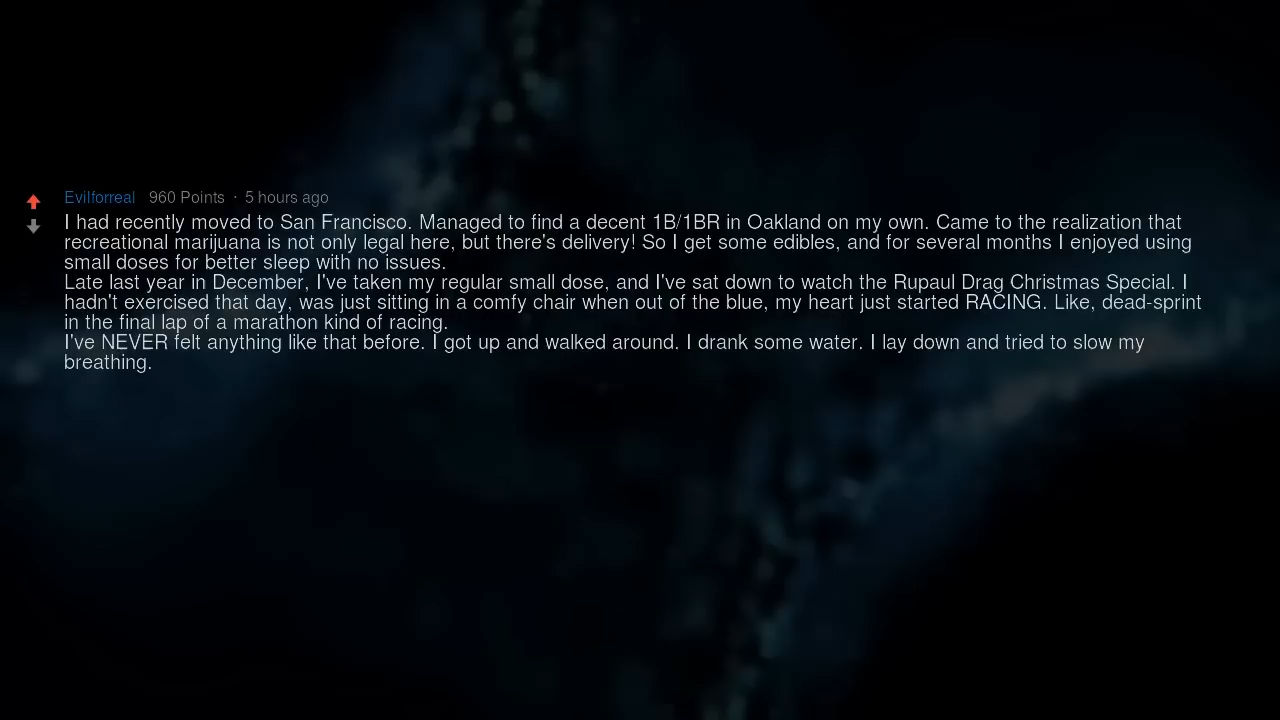 Evilforreal 960 Points · 5 hours ago
I had recently moved to San Francisco. Managed to find a decent 1B/1BR in Oakland on my own. Came to the realization that
recreational marijuana is not only legal here, but there's delivery! So I get some edibles, and for several months I enjoyed using
small doses for better sleep with no issues.
Late last year in December, I've taken my regular small dose, and I've sat down to watch the Rupaul Drag Christmas Special. I
hadn't exercised that day, was just sitting in a comfy chair when out of the blue, my heart just started RACING. Like, dead-sprint
in the final lap of a marathon kind of racing.
I've NEVER felt anything like that before. I got up and walked around. I drank some water. I lay down and tried to slow my
breathing.